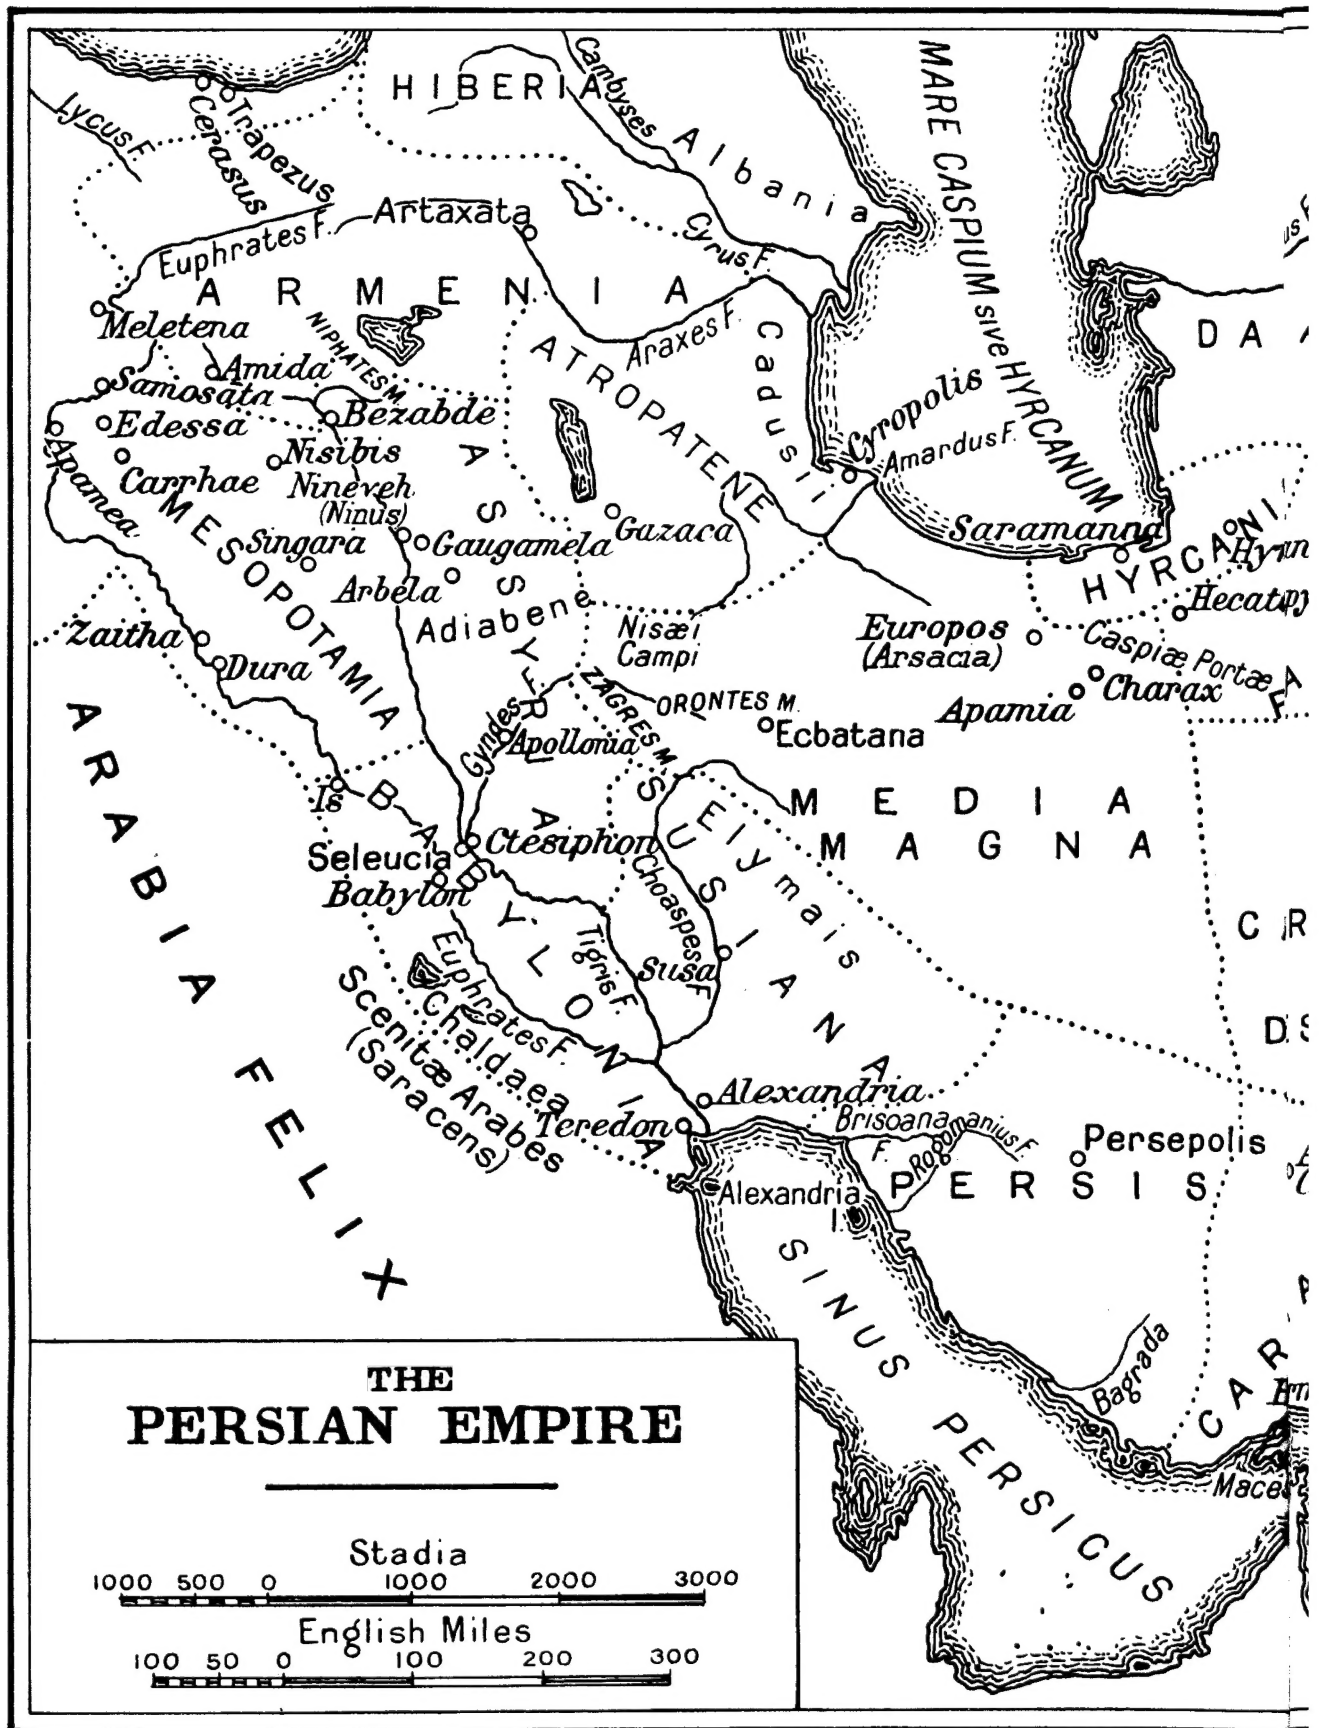 HIBERIA
Cambyses
Albania
MARE CASPIUM sive HYRCANUM
Lycus F.
Cerasus
Trapezus
Euphrates F.
Artaxata
Cyrus F.
ARMENIA
Araxes F.
Cadusii
DA
Meletena
NIPHATES M.
ATROPATENE
Amida
Samosata
Bezabde
Edessa
Cyropolis
Amardus F.
Apamea
Nisibis
Carrhae
Nineveh
(Ninus)
Gazaca
MESOPOTAMIA
Singara
Gaugamela
Saramanna
HYRCANI
Arbela
ASSYRIA
Adiabene
Nisæi
Campi
Europos
(Arsacia)
Hecat
Caspiæ Portæ
Zaitha
Dura
ZAGRES M.
ORONTES M.
Apamia
Charax
Gyndes F.
Apollonia
Ecbatana
ARABIA FELIX
Is
BABYLONIA
SUSIANA
Elymais
MEDIA
MAGNA
Ctesiphon
Seleucia
Babylon
Choaspes F.
Susa
Tigris F.
Euphrates F.
Chaldaea
Scenitæ Arabes
(Saracens)
Alexandria
Teredon
Brisoana
F.
Rogomanius F.
Persepolis
PERSIS
Alexandria
I.
SINUS PERSICUS
Bagrada
CAR
Mace
THE
PERSIAN EMPIRE
Stadia
1000 500 0 1000 2000 3000
English Miles
100 50 0 100 200 300